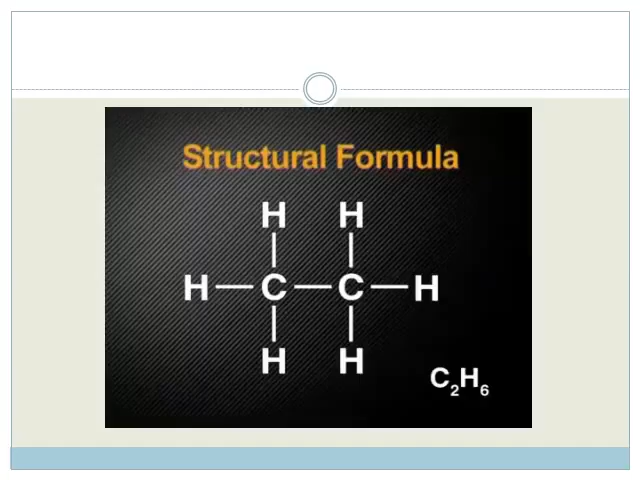 Structural Formula
H H
H—C—C—H
H H
C₂H₆